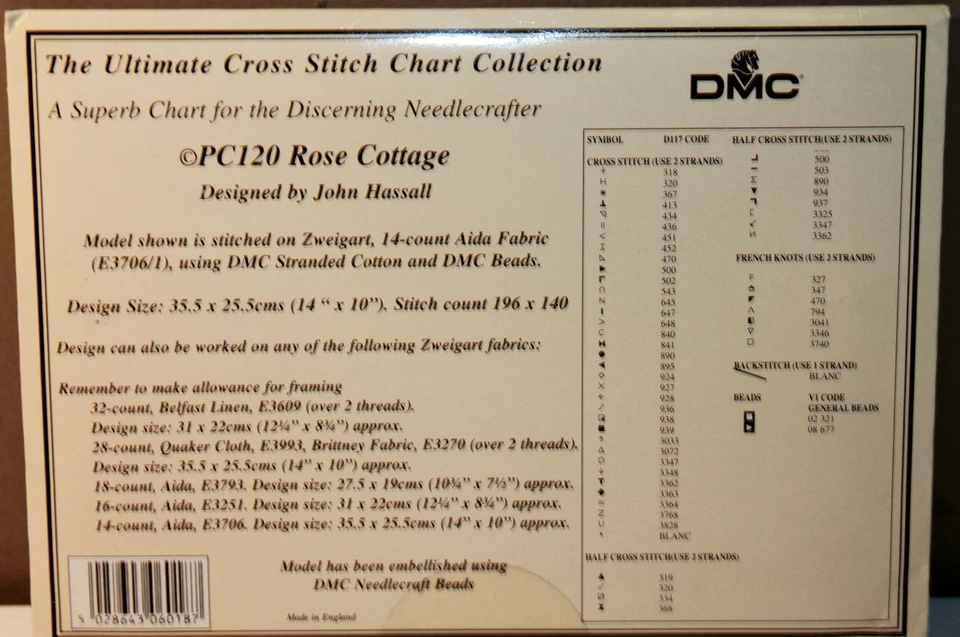 The Ultimate Cross Stitch Chart Collection
A Superb Chart for the Discerning Needlecrafter
©PC120 Rose Cottage
Designed by John Hassall
Model shown is stitched on Zweigart, 14-count Aida Fabric
(E3706/1), using DMC Stranded Cotton and DMC Beads.
Design Size: 35.5 x 25.5cms (14 “ x 10”). Stitch count 196 x 140
Design can also be worked on any of the following Zweigart fabrics:
Remember to make allowance for framing
32-count, Belfast Linen, E3609 (over 2 threads).
Design size: 31 x 22cms (12¼” x 8¾”) approx.
28-count, Quaker Cloth, E3993, Brittney Fabric, E3270 (over 2 threads).
Design size: 35.5 x 25.5cms (14” x 10”) approx.
18-count, Aida, E3793. Design size: 27.5 x 19cms (10¾” x 7½”) approx.
16-count, Aida, E3251. Design size: 31 x 22cms (12¼” x 8¾”) approx.
14-count, Aida, E3706. Design size: 35.5 x 25.5cms (14” x 10”) approx.
Model has been embellished using
DMC Needlecraft Beads
Made in England
5 028643 060187
DMC
SYMBOL D117 CODE
CROSS STITCH (USE 2 STRANDS)
318
320
367
413
434
436
451
452
470
500
502
543
645
647
648
840
841
890
895
924
927
928
936
938
939
3033
3072
3347
3348
3362
3363
3364
3768
3828
BLANC
HALF CROSS STITCH(USE 2 STRANDS)
319
320
334
368
HALF CROSS STITCH(USE 2 STRANDS)
500
503
890
934
937
3325
3347
3362
FRENCH KNOTS (USE 2 STRANDS)
327
347
470
794
3041
3346
3740
BACKSTITCH (USE 1 STRAND)
BLANC
BEADS V1 CODE
GENERAL BEADS
02 321
08 677